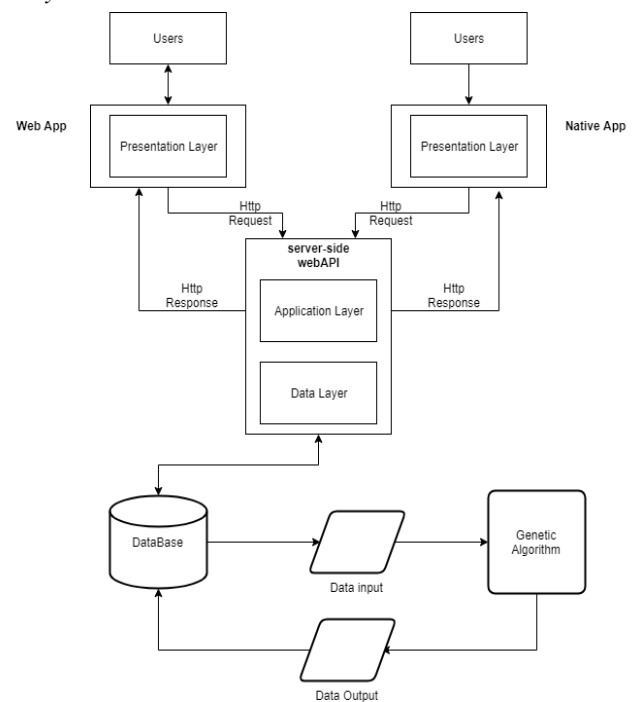 Users
Users
Web App
Native App
Presentation Layer
Presentation Layer
Http
Request
Http
Request
server-side
webAPI
Http
Response
Http
Response
Application Layer
Data Layer
DataBase
Genetic
Algorithm
Data input
Data Output